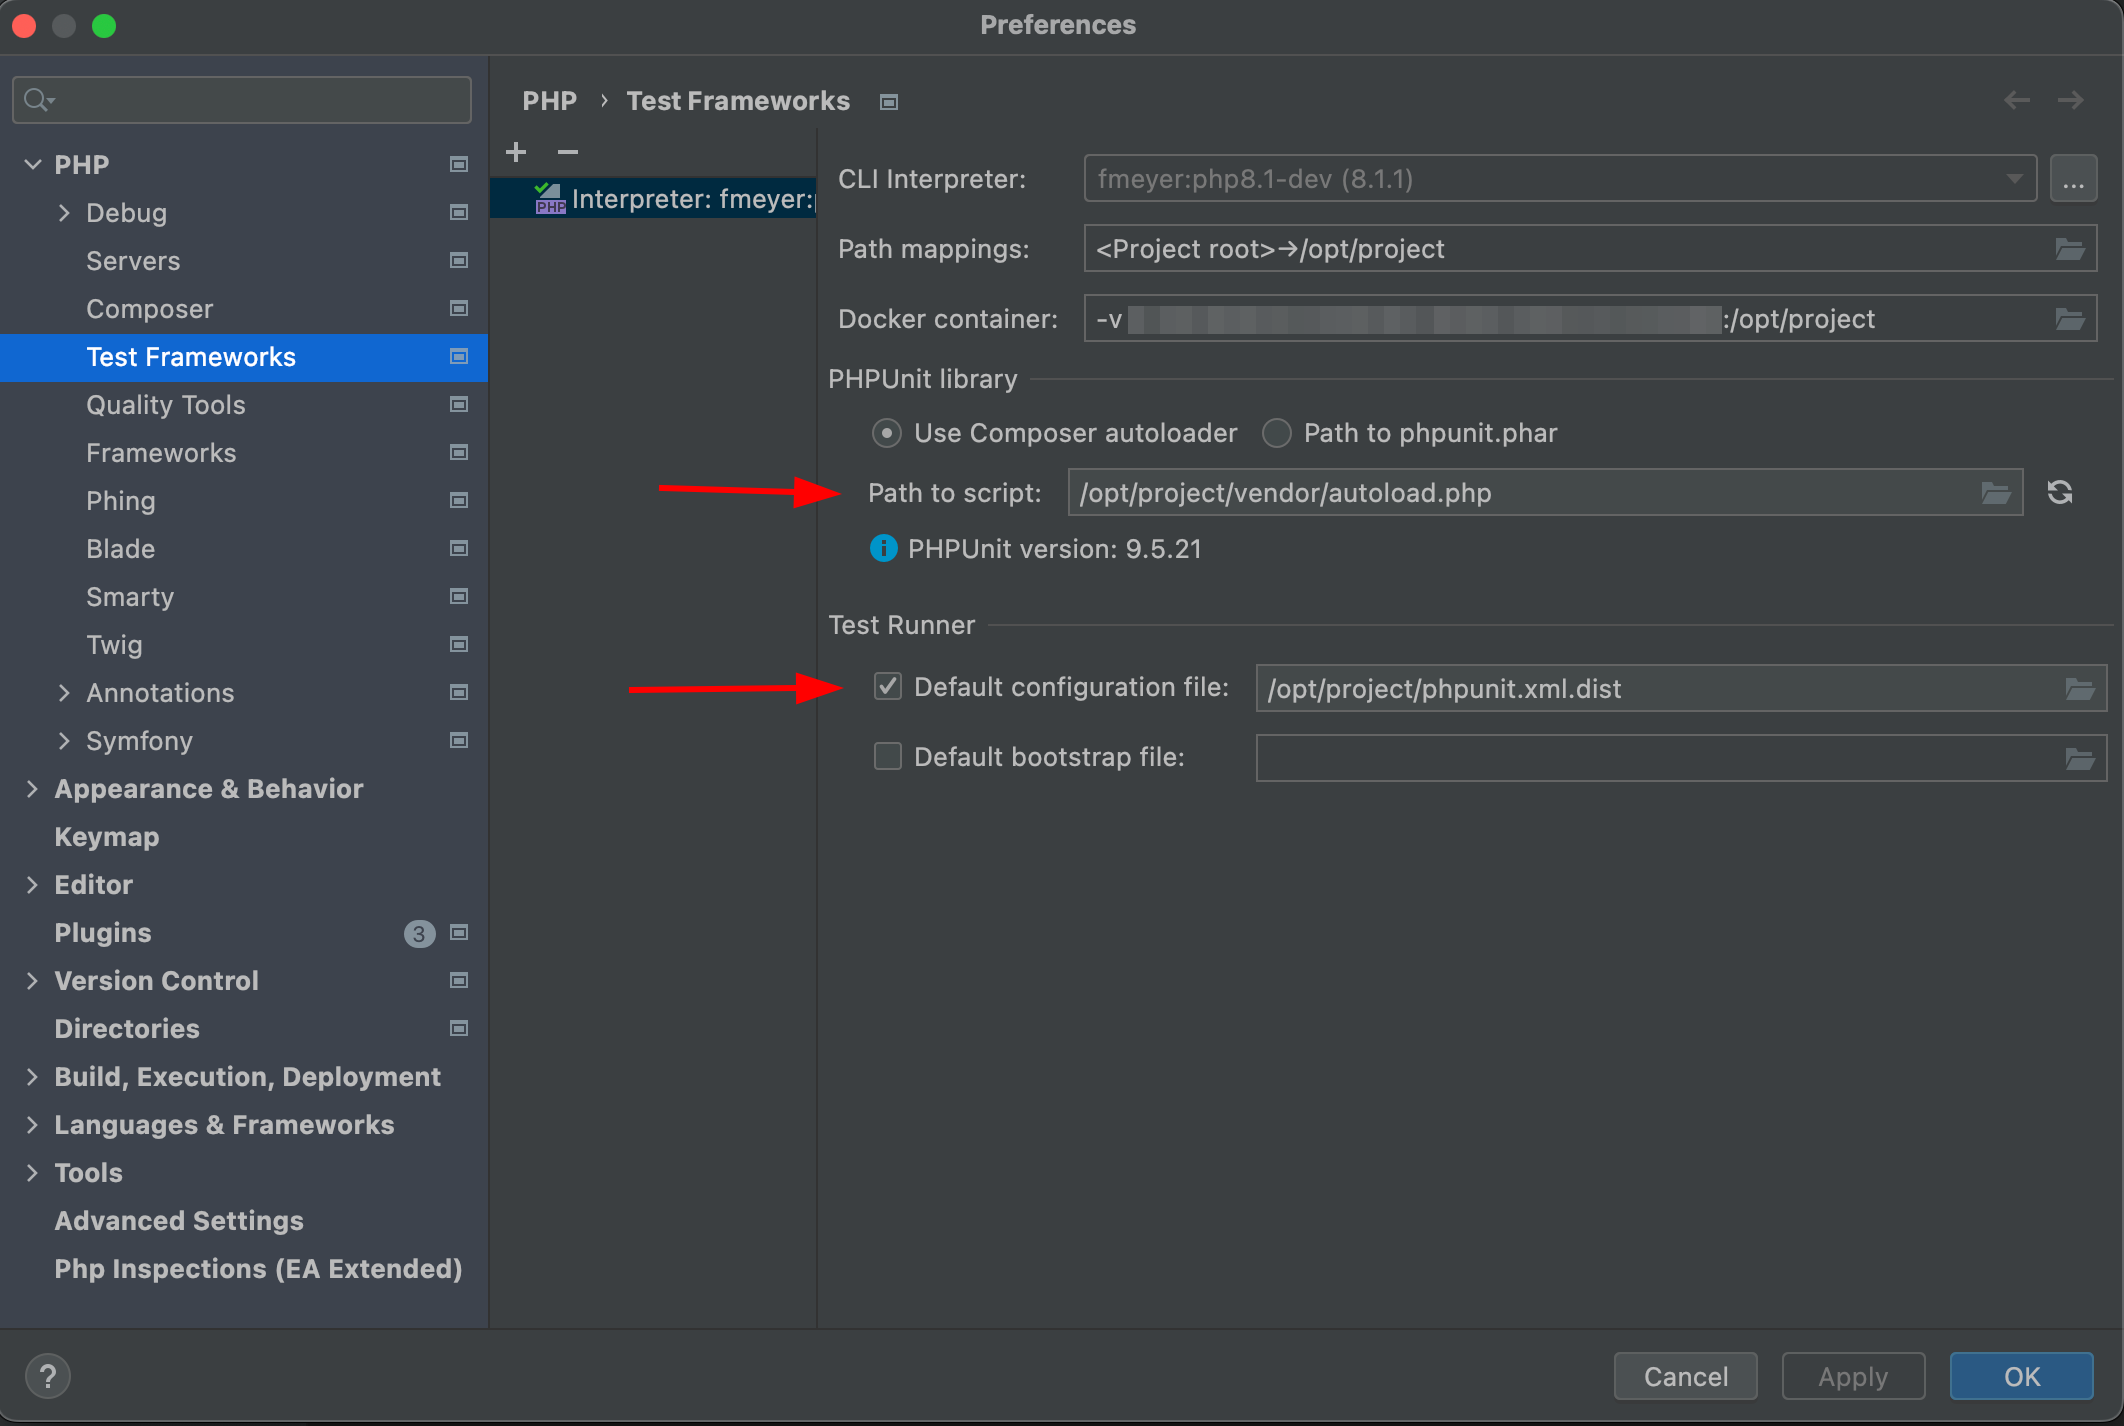 Preferences
PHP
Debug
Servers
Composer
Test Frameworks
Quality Tools
Frameworks
Phing
Blade
Smarty
Twig
Annotations
Symfony
Appearance & Behavior
Keymap
Editor
Plugins 3
Version Control
Directories
Build, Execution, Deployment
Languages & Frameworks
Tools
Advanced Settings
Php Inspections (EA Extended)
PHP › Test Frameworks
PHP Interpreter: fmeyer:
CLI Interpreter: fmeyer:php8.1-dev (8.1.1) ...
Path mappings: <Project root>→/opt/project
Docker container: -v :/opt/project
PHPUnit library
Use Composer autoloader Path to phpunit.phar
Path to script: /opt/project/vendor/autoload.php
PHPUnit version: 9.5.21
Test Runner
Default configuration file: /opt/project/phpunit.xml.dist
Default bootstrap file:
? Cancel Apply OK